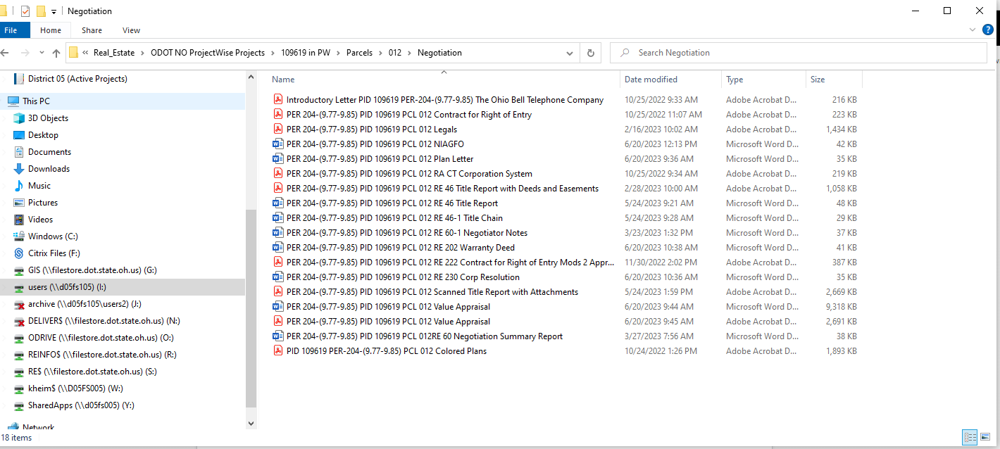 Negotiation
File Home Share View
« Real_Estate > ODOT NO ProjectWise Projects > 109619 in PW > Parcels > 012 > Negotiation Search Negotiation
District 05 (Active Projects)
This PC
3D Objects
Desktop
Documents
Downloads
Music
Pictures
Videos
Windows (C:)
Citrix Files (F:)
GIS (\\filestore.dot.state.oh.us) (G:)
users (\\d05fs105) (I:)
archive (\\d05fs105\users2) (J:)
DELIVER$ (\\filestore.dot.state.oh.us) (N:)
ODRIVE (\\filestore.dot.state.oh.us) (O:)
REINFO$ (\\filestore.dot.state.oh.us) (R:)
RE$ (\\filestore.dot.state.oh.us) (S:)
kheim$ (\\D05FS005) (W:)
SharedApps (\\d05fs005) (Y:)
Network
Name Date modified Type Size
Introductory Letter PID 109619 PER-204-(9.77-9.85) The Ohio Bell Telephone Company 10/25/2022 9:33 AM Adobe Acrobat D... 216 KB
PER 204-(9.77-9.85) PID 109619 PCL 012 Contract for Right of Entry 10/25/2022 11:07 AM Adobe Acrobat D... 223 KB
PER 204-(9.77-9.85) PID 109619 PCL 012 Legals 2/16/2023 10:02 AM Adobe Acrobat D... 1,434 KB
PER 204-(9.77-9.85) PID 109619 PCL 012 NIAGFO 6/20/2023 12:13 PM Microsoft Word D... 42 KB
PER 204-(9.77-9.85) PID 109619 PCL 012 Plan Letter 6/20/2023 9:36 AM Microsoft Word D... 35 KB
PER 204-(9.77-9.85) PID 109619 PCL 012 RA CT Corporation System 10/25/2022 9:34 AM Adobe Acrobat D... 219 KB
PER 204-(9.77-9.85) PID 109619 PCL 012 RE 46 Title Report with Deeds and Easements 2/28/2023 10:00 AM Adobe Acrobat D... 1,058 KB
PER 204-(9.77-9.85) PID 109619 PCL 012 RE 46 Title Report 5/24/2023 9:21 AM Microsoft Word D... 48 KB
PER 204-(9.77-9.85) PID 109619 PCL 012 RE 46-1 Title Chain 5/24/2023 9:28 AM Microsoft Word D... 29 KB
PER 204-(9.77-9.85) PID 109619 PCL 012 RE 60-1 Negotiator Notes 3/23/2023 1:32 PM Microsoft Word D... 37 KB
PER 204-(9.77-9.85) PID 109619 PCL 012 RE 202 Warranty Deed 6/20/2023 10:38 AM Microsoft Word D... 41 KB
PER 204-(9.77-9.85) PID 109619 PCL 012 RE 222 Contract for Right of Entry Mods 2 Appr... 11/30/2022 2:02 PM Adobe Acrobat D... 387 KB
PER 204-(9.77-9.85) PID 109619 PCL 012 RE 230 Corp Resolution 6/20/2023 10:36 AM Microsoft Word D... 35 KB
PER 204-(9.77-9.85) PID 109619 PCL 012 Scanned Title Report with Attachments 5/24/2023 1:59 PM Adobe Acrobat D... 2,669 KB
PER 204-(9.77-9.85) PID 109619 PCL 012 Value Appraisal 6/20/2023 9:44 AM Microsoft Word D... 9,318 KB
PER 204-(9.77-9.85) PID 109619 PCL 012 Value Appraisal 6/20/2023 9:45 AM Adobe Acrobat D... 2,691 KB
PER 204-(9.77-9.85) PID 109619 PCL 012RE 60 Negotiation Summary Report 3/27/2023 7:56 AM Microsoft Word D... 38 KB
PID 109619 PER-204-(9.77-9.85) PCL 012 Colored Plans 10/24/2022 1:26 PM Adobe Acrobat D... 1,893 KB
18 items